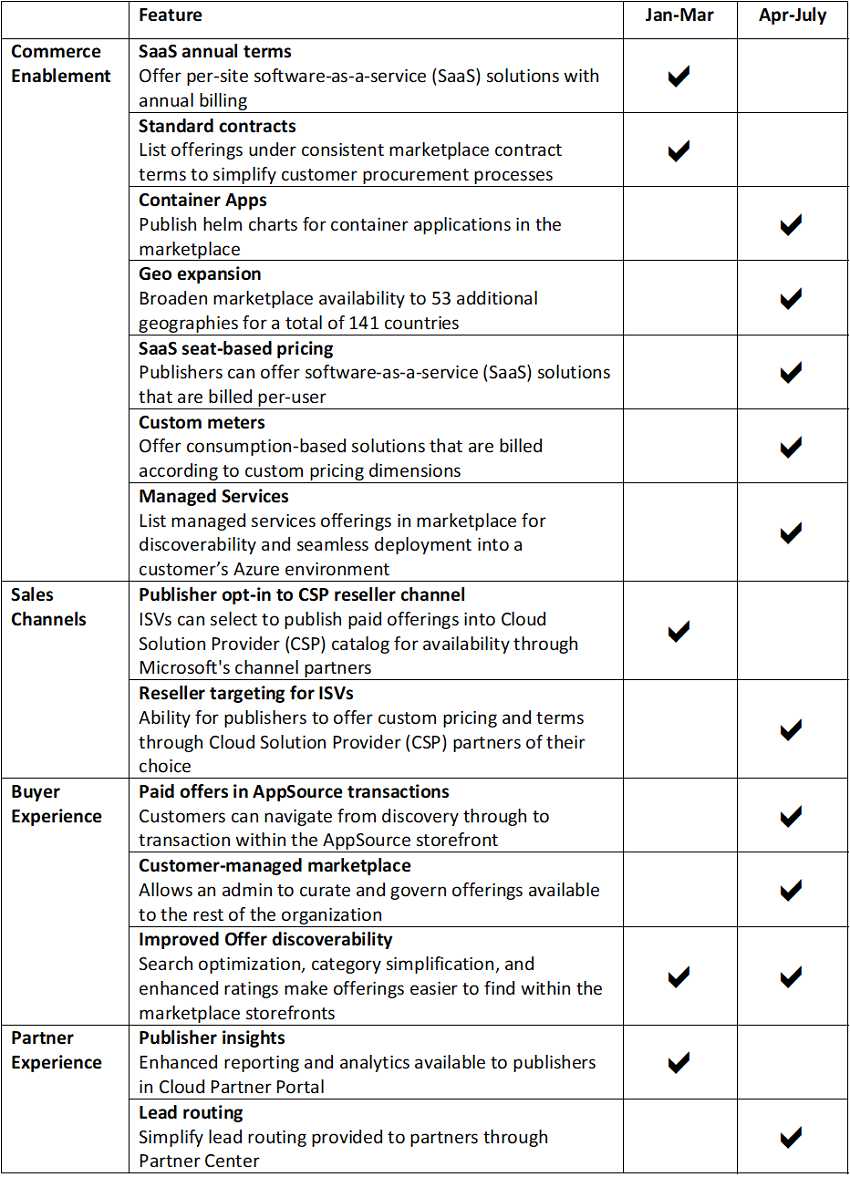 Feature Jan-Mar Apr-July
Commerce
Enablement
SaaS annual terms
Offer per-site software-as-a-service (SaaS) solutions with
annual billing
✔
Standard contracts
List offerings under consistent marketplace contract
terms to simplify customer procurement processes
✔
Container Apps
Publish helm charts for container applications in the
marketplace
✔
Geo expansion
Broaden marketplace availability to 53 additional
geographies for a total of 141 countries
✔
SaaS seat-based pricing
Publishers can offer software-as-a-service (SaaS) solutions
that are billed per-user
✔
Custom meters
Offer consumption-based solutions that are billed
according to custom pricing dimensions
✔
Managed Services
List managed services offerings in marketplace for
discoverability and seamless deployment into a
customer’s Azure environment
✔
Sales
Channels
Publisher opt-in to CSP reseller channel
ISVs can select to publish paid offerings into Cloud
Solution Provider (CSP) catalog for availability through
Microsoft's channel partners
✔
Reseller targeting for ISVs
Ability for publishers to offer custom pricing and terms
through Cloud Solution Provider (CSP) partners of their
choice
✔
Buyer
Experience
Paid offers in AppSource transactions
Customers can navigate from discovery through to
transaction within the AppSource storefront
✔
Customer-managed marketplace
Allows an admin to curate and govern offerings available
to the rest of the organization
✔
Improved Offer discoverability
Search optimization, category simplification, and
enhanced ratings make offerings easier to find within the
marketplace storefronts
✔ ✔
Partner
Experience
Publisher insights
Enhanced reporting and analytics available to publishers
in Cloud Partner Portal
✔
Lead routing
Simplify lead routing provided to partners through
Partner Center
✔